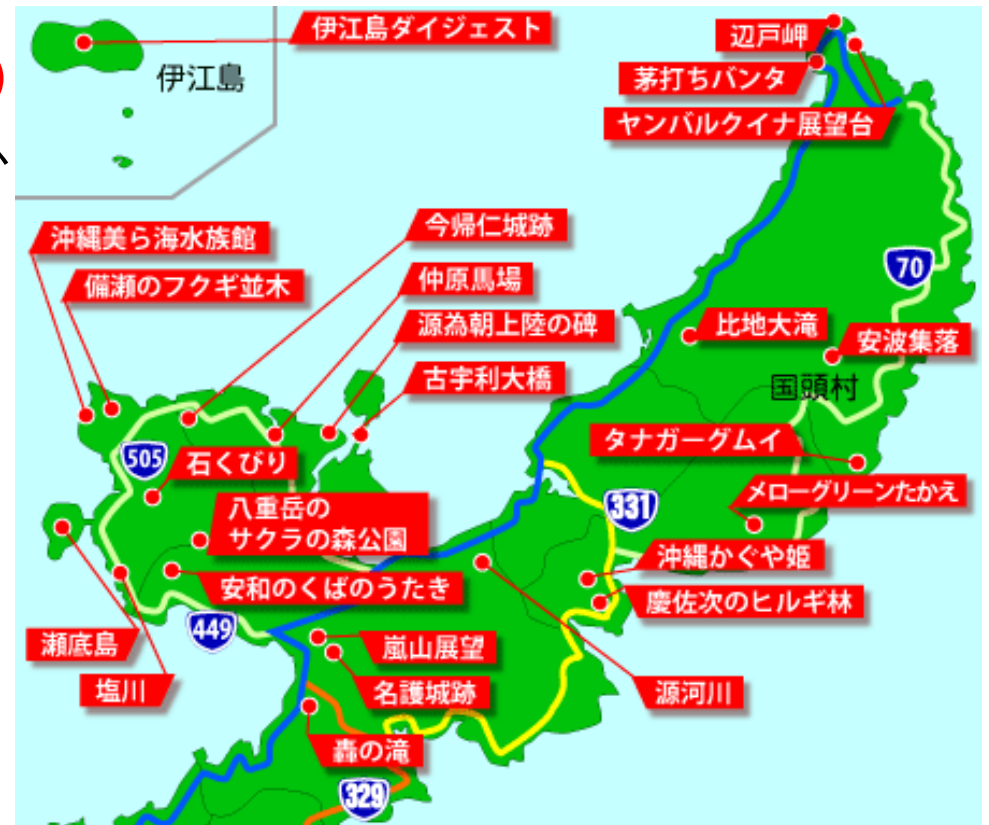 伊江島ダイジェスト
伊江島
辺戸岬
茅打ちバンタ
ヤンバルクイナ展望台
今帰仁城跡
沖縄美ら海水族館
備瀬のフクギ並木
仲原馬場
源為朝上陸の碑
古宇利大橋
70
比地大滝
安波集落
国頭村
タナガーグムイ
メローグリーンたかえ
505
石くびり
八重岳の
サクラの森公園
331
沖縄かぐや姫
安和のくばのうたき
慶佐次のヒルギ林
449
瀬底島
嵐山展望
塩川
名護城跡
源河川
轟の滝
329